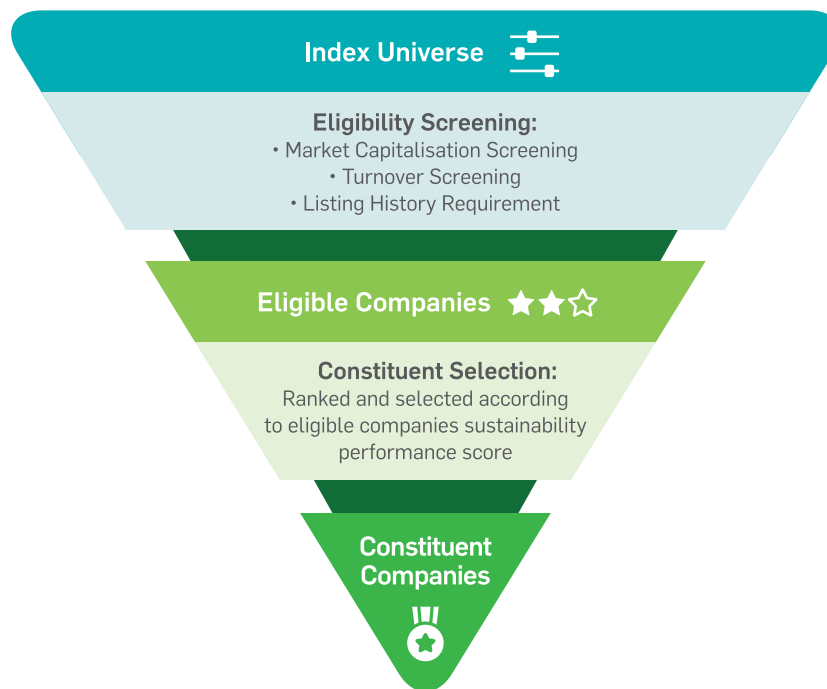 Index Universe
Eligibility Screening:
• Market Capitalisation Screening
• Turnover Screening
• Listing History Requirement
Eligible Companies
Constituent Selection:
Ranked and selected according
to eligible companies sustainability
performance score
Constituent
Companies